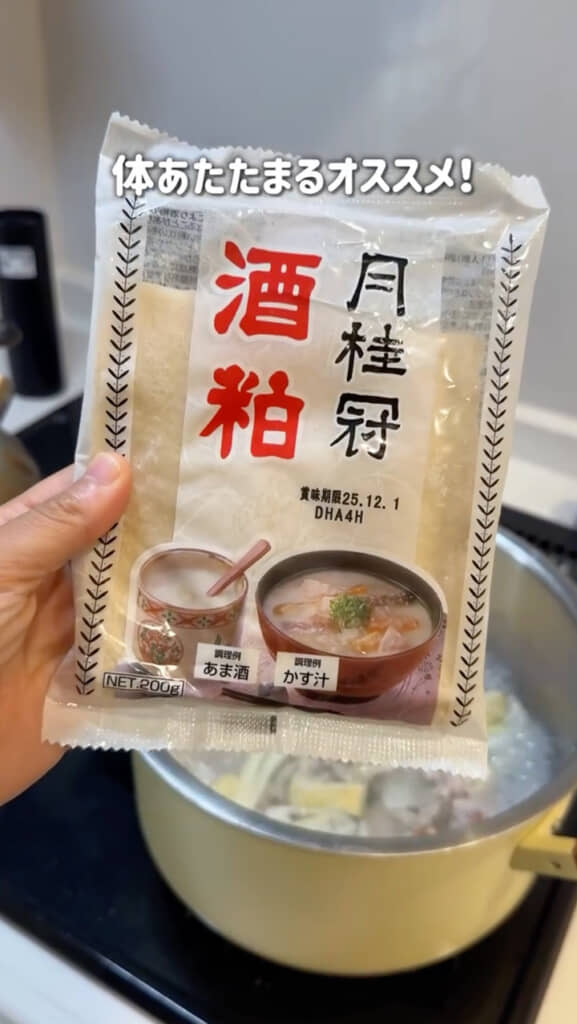 体あたたまるオススメ!
月桂冠
酒粕
賞味期限25.12.1
DHA4H
調理例
あま酒
調理例
かす汁
NET.200g